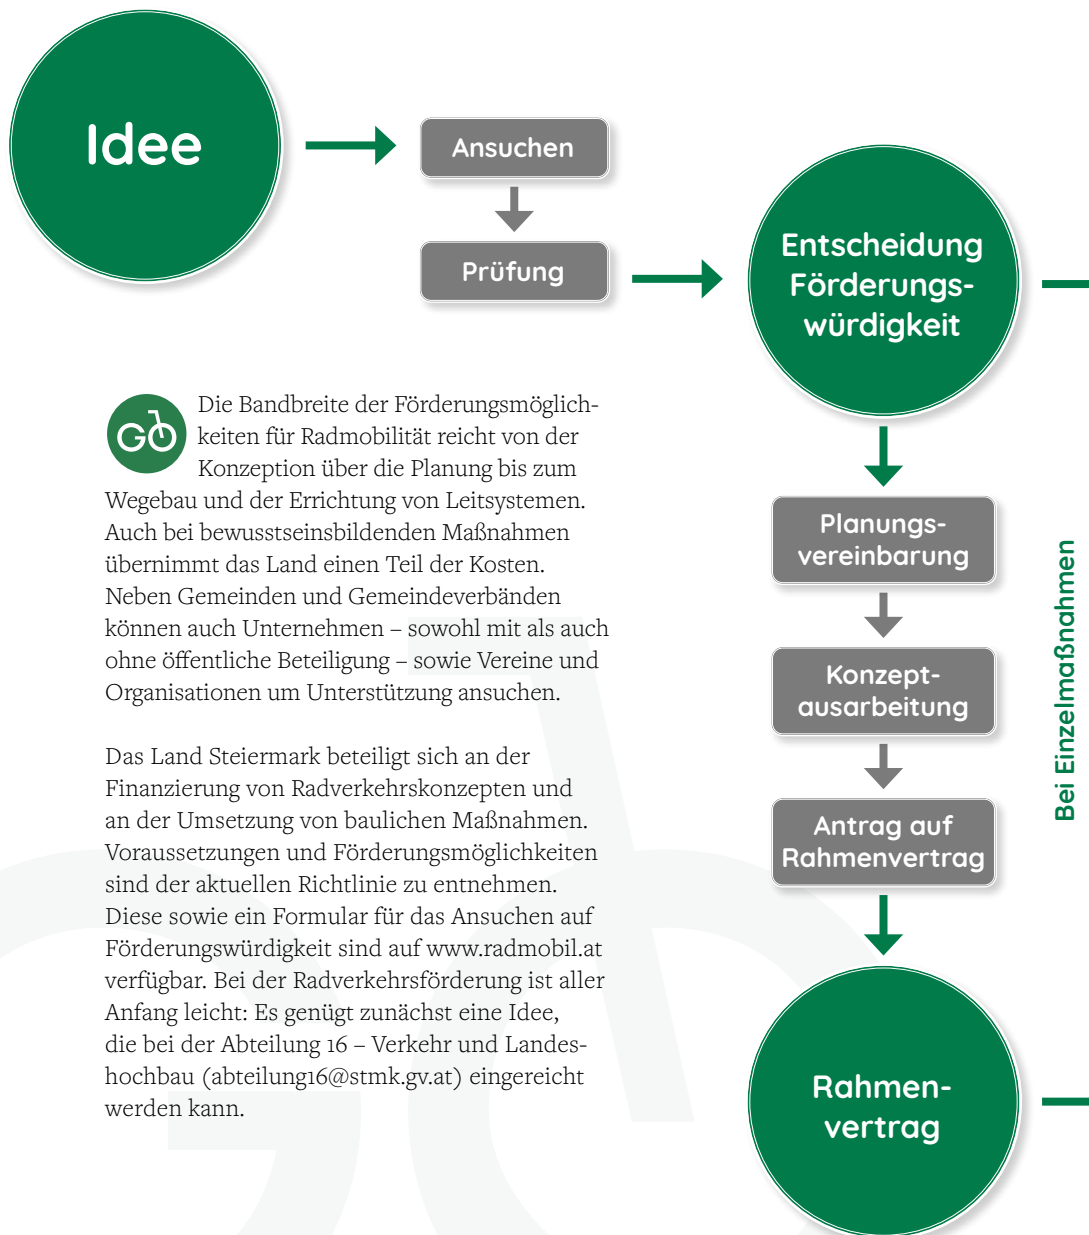 Idee
Ansuchen
Prüfung
Entscheidung
Förderungs-
würdigkeit
GO
Die Bandbreite der Förderungsmöglich-
keiten für Radmobilität reicht von der
Konzeption über die Planung bis zum
Wegebau und der Errichtung von Leitsystemen.
Auch bei bewusstseinsbildenden Maßnahmen
übernimmt das Land einen Teil der Kosten.
Neben Gemeinden und Gemeindeverbänden
können auch Unternehmen – sowohl mit als auch
ohne öffentliche Beteiligung – sowie Vereine und
Organisationen um Unterstützung ansuchen.
Das Land Steiermark beteiligt sich an der
Finanzierung von Radverkehrskonzepten und
an der Umsetzung von baulichen Maßnahmen.
Voraussetzungen und Förderungsmöglichkeiten
sind der aktuellen Richtlinie zu entnehmen.
Diese sowie ein Formular für das Ansuchen auf
Förderungswürdigkeit sind auf www.radmobil.at
verfügbar. Bei der Radverkehrsförderung ist aller
Anfang leicht: Es genügt zunächst eine Idee,
die bei der Abteilung 16 – Verkehr und Landes-
hochbau (abteilung16@stmk.gv.at) eingereicht
werden kann.
Planungs-
vereinbarung
Konzept-
ausarbeitung
Antrag auf
Rahmenvertrag
Rahmen-
vertrag
Bei Einzelmaßnahmen